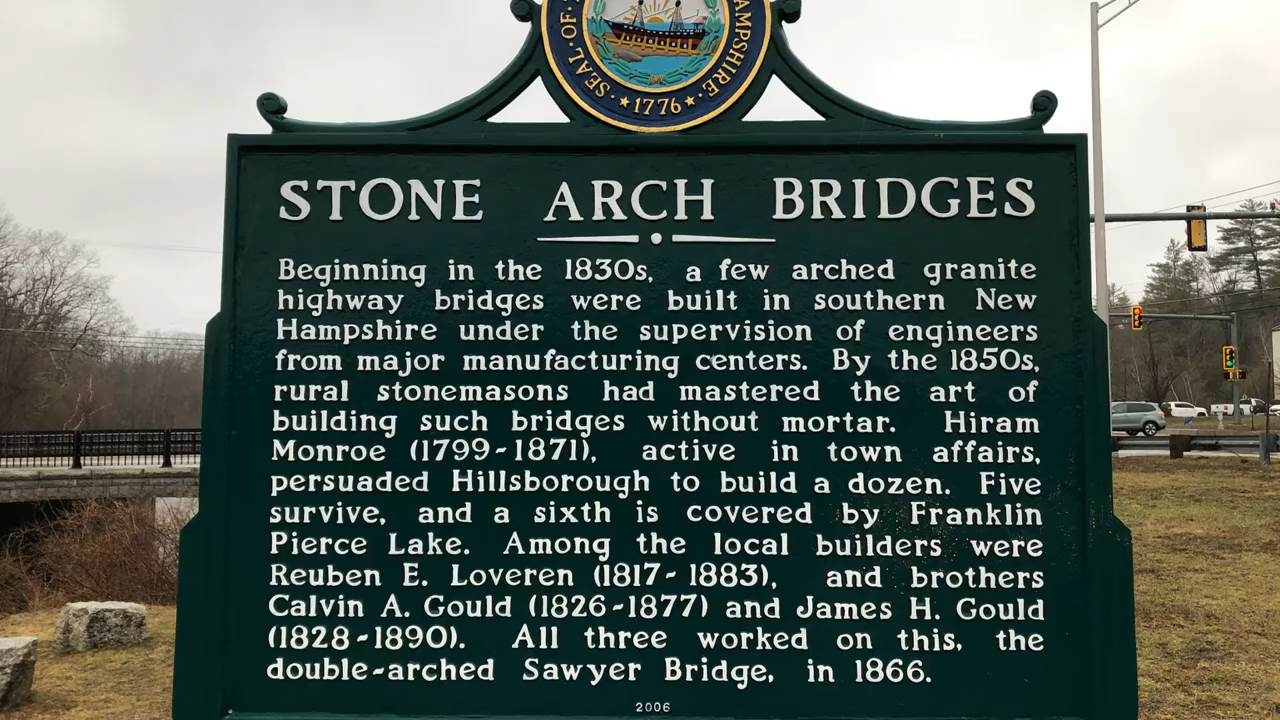 SEAL · OF ·
AMPSHIRE ·
★ 1776 ★
STONE ARCH BRIDGES
Beginning in the 1830s, a few arched granite
highway bridges were built in southern New
Hampshire under the supervision of engineers
from major manufacturing centers. By the 1850s,
rural stonemasons had mastered the art of
building such bridges without mortar. Hiram
Monroe (1799-1871), active in town affairs,
persuaded Hillsborough to build a dozen. Five
survive, and a sixth is covered by Franklin
Pierce Lake. Among the local builders were
Reuben E. Loveren (1817-1883), and brothers
Calvin A. Gould (1826-1877) and James H. Gould
(1828-1890). All three worked on this, the
double-arched Sawyer Bridge, in 1866.
2006